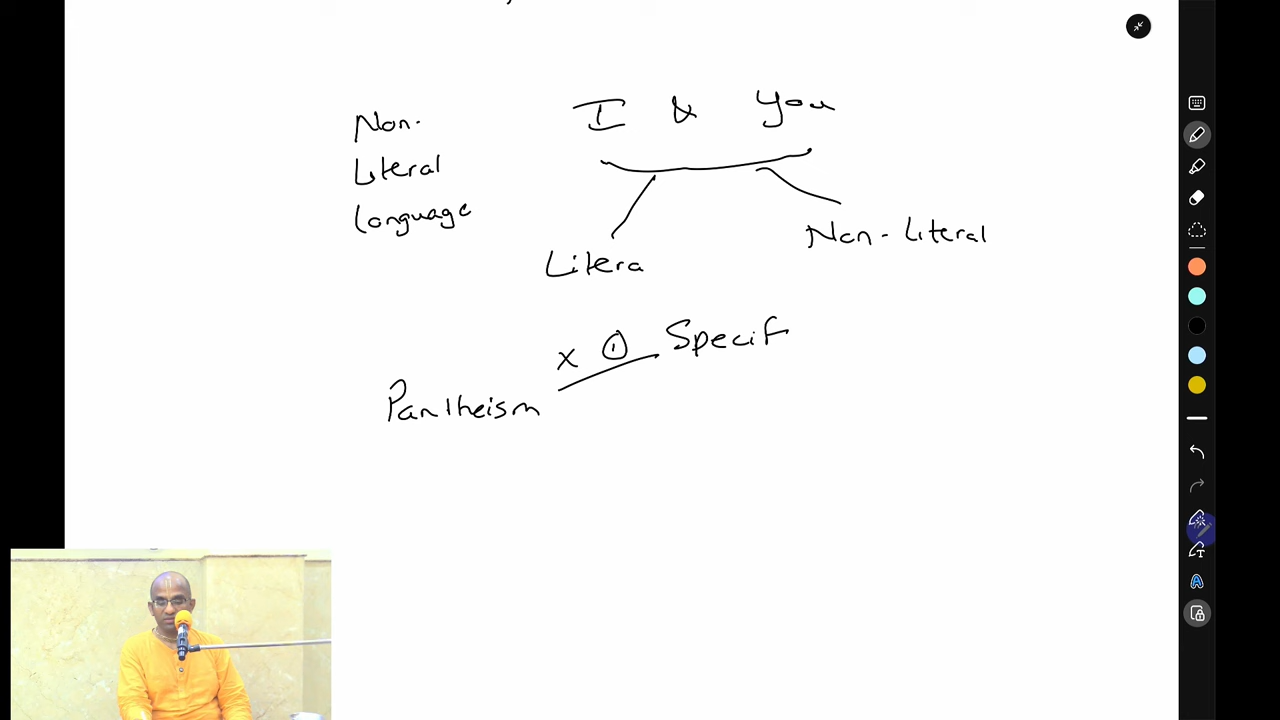 Non-
Literal
Language
I & You
Litera
Non-Literal
x ① Specif
Pantheism